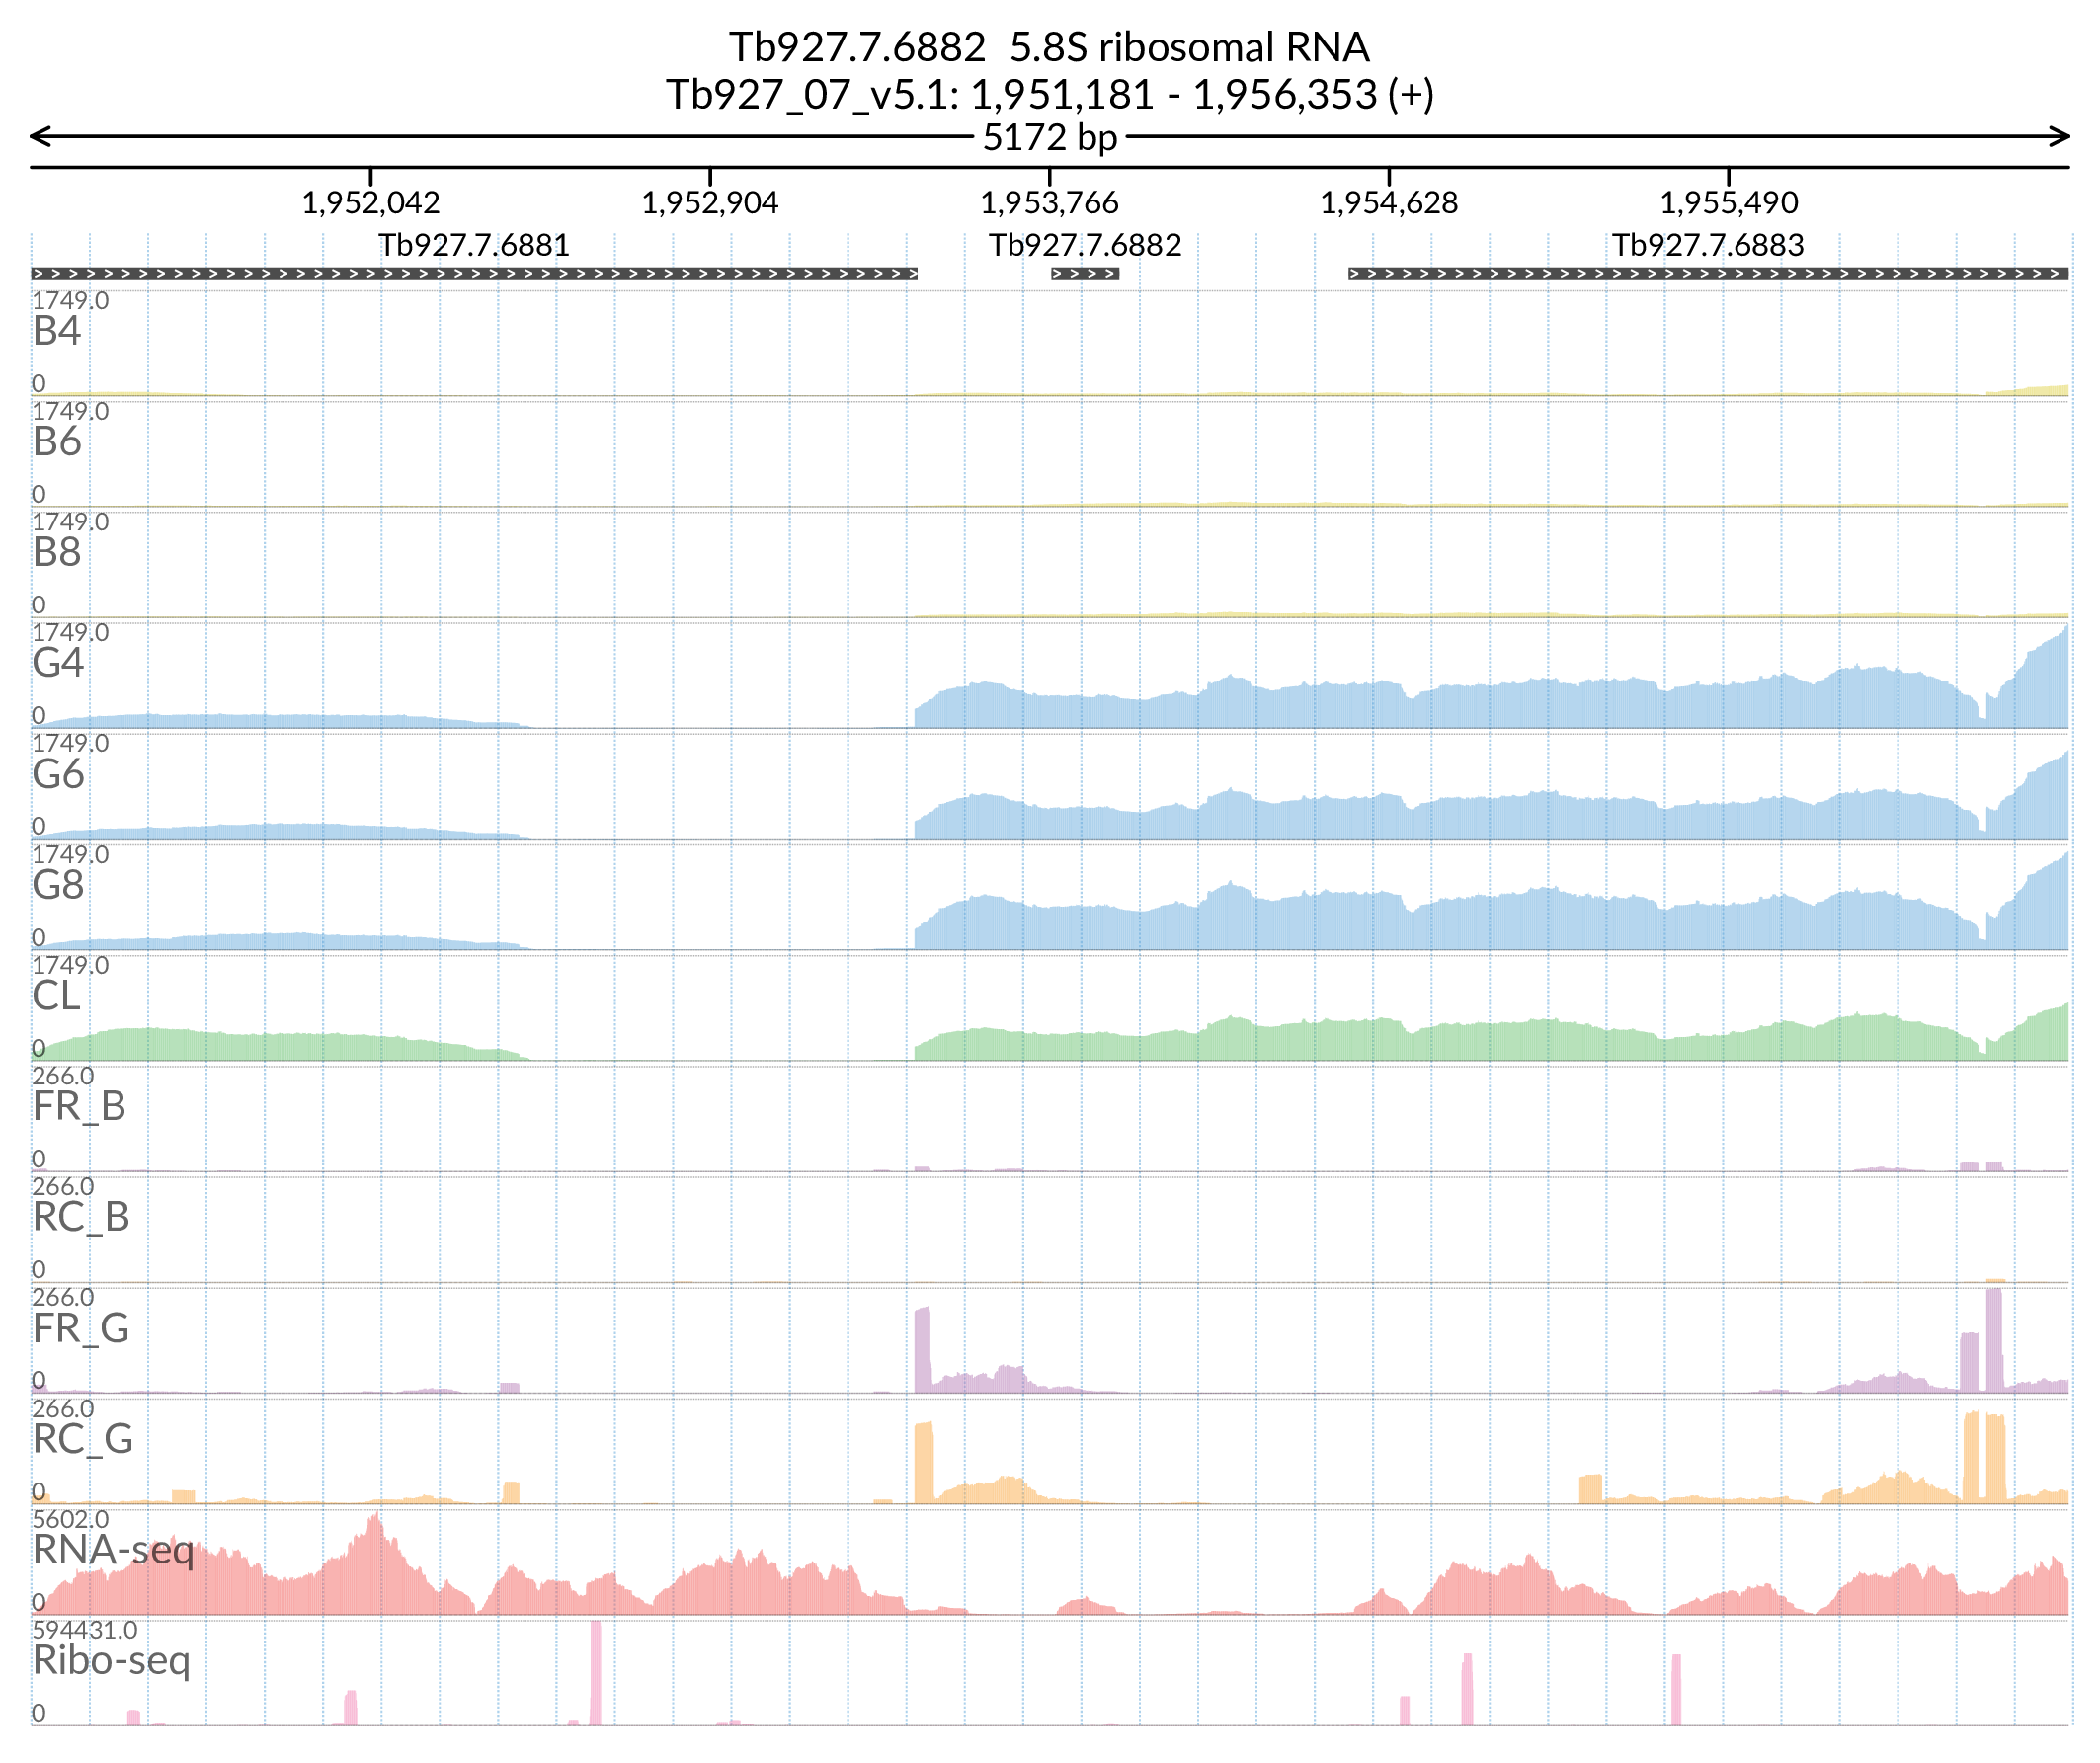 Tb927.7.6882 5.8S ribosomal RNA
Tb927_07_v5.1: 1,951,181 - 1,956,353 (+)
5172 bp
1,952,042 1,952,904 1,953,766 1,954,628 1,955,490
Tb927.7.6881 Tb927.7.6882 Tb927.7.6883
1749.0
B4
0
1749.0
B6
0
1749.0
B8
0
1749.0
G4
0
1749.0
G6
0
1749.0
G8
0
1749.0
CL
0
266.0
FR_B
0
266.0
RC_B
0
266.0
FR_G
0
266.0
RC_G
0
5602.0
RNA-seq
0
594431.0
Ribo-seq
0